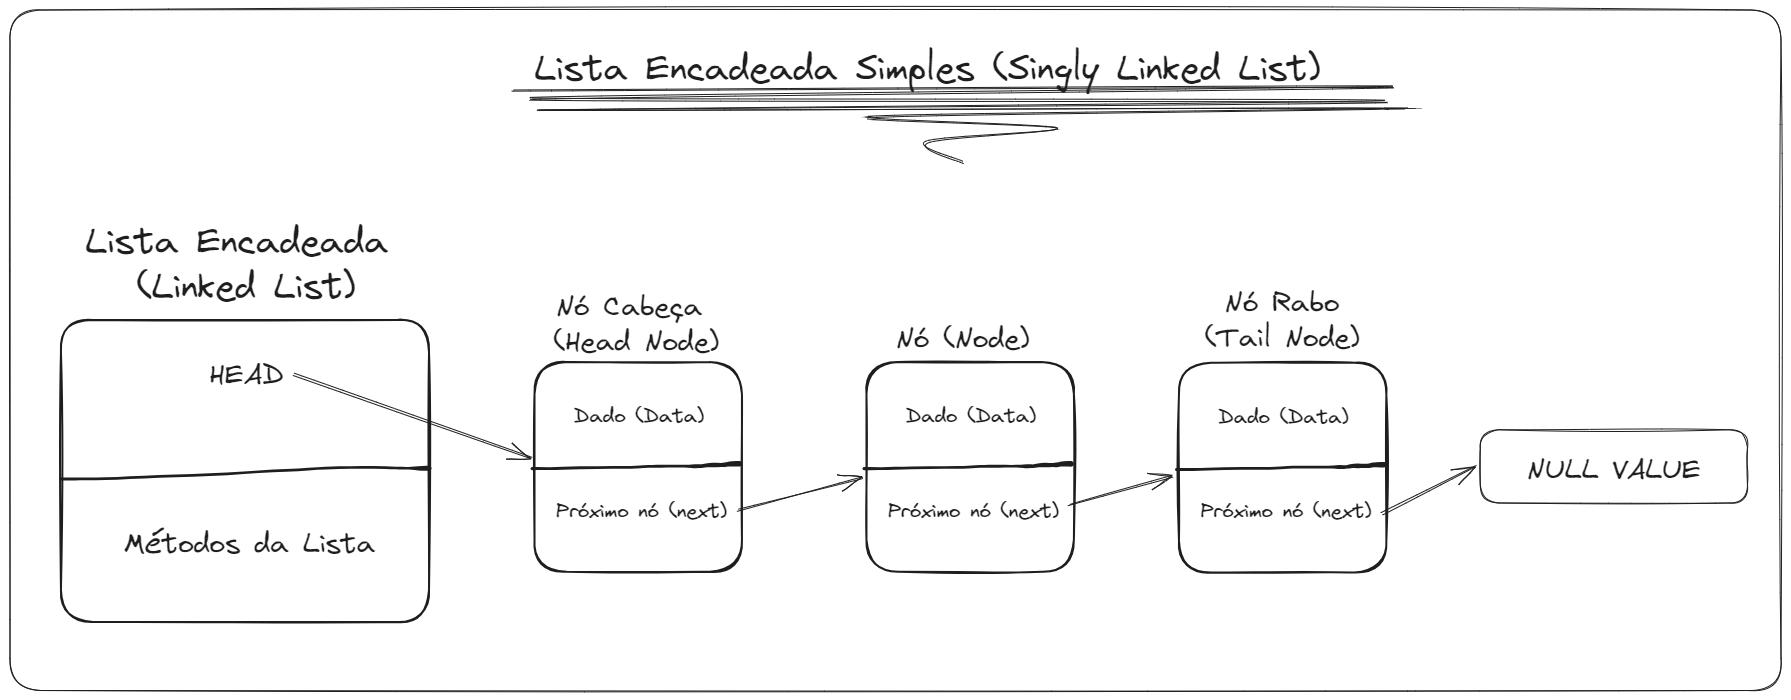 Lista Encadeada Simples (Singly Linked List)
Lista Encadeada
(Linked List)
HEAD
Métodos da Lista
Nó Cabeça
(Head Node)
Dado (Data)
Próximo nó (next)
Nó (Node)
Dado (Data)
Próximo nó (next)
Nó Rabo
(Tail Node)
Dado (Data)
Próximo nó (next)
NULL VALUE